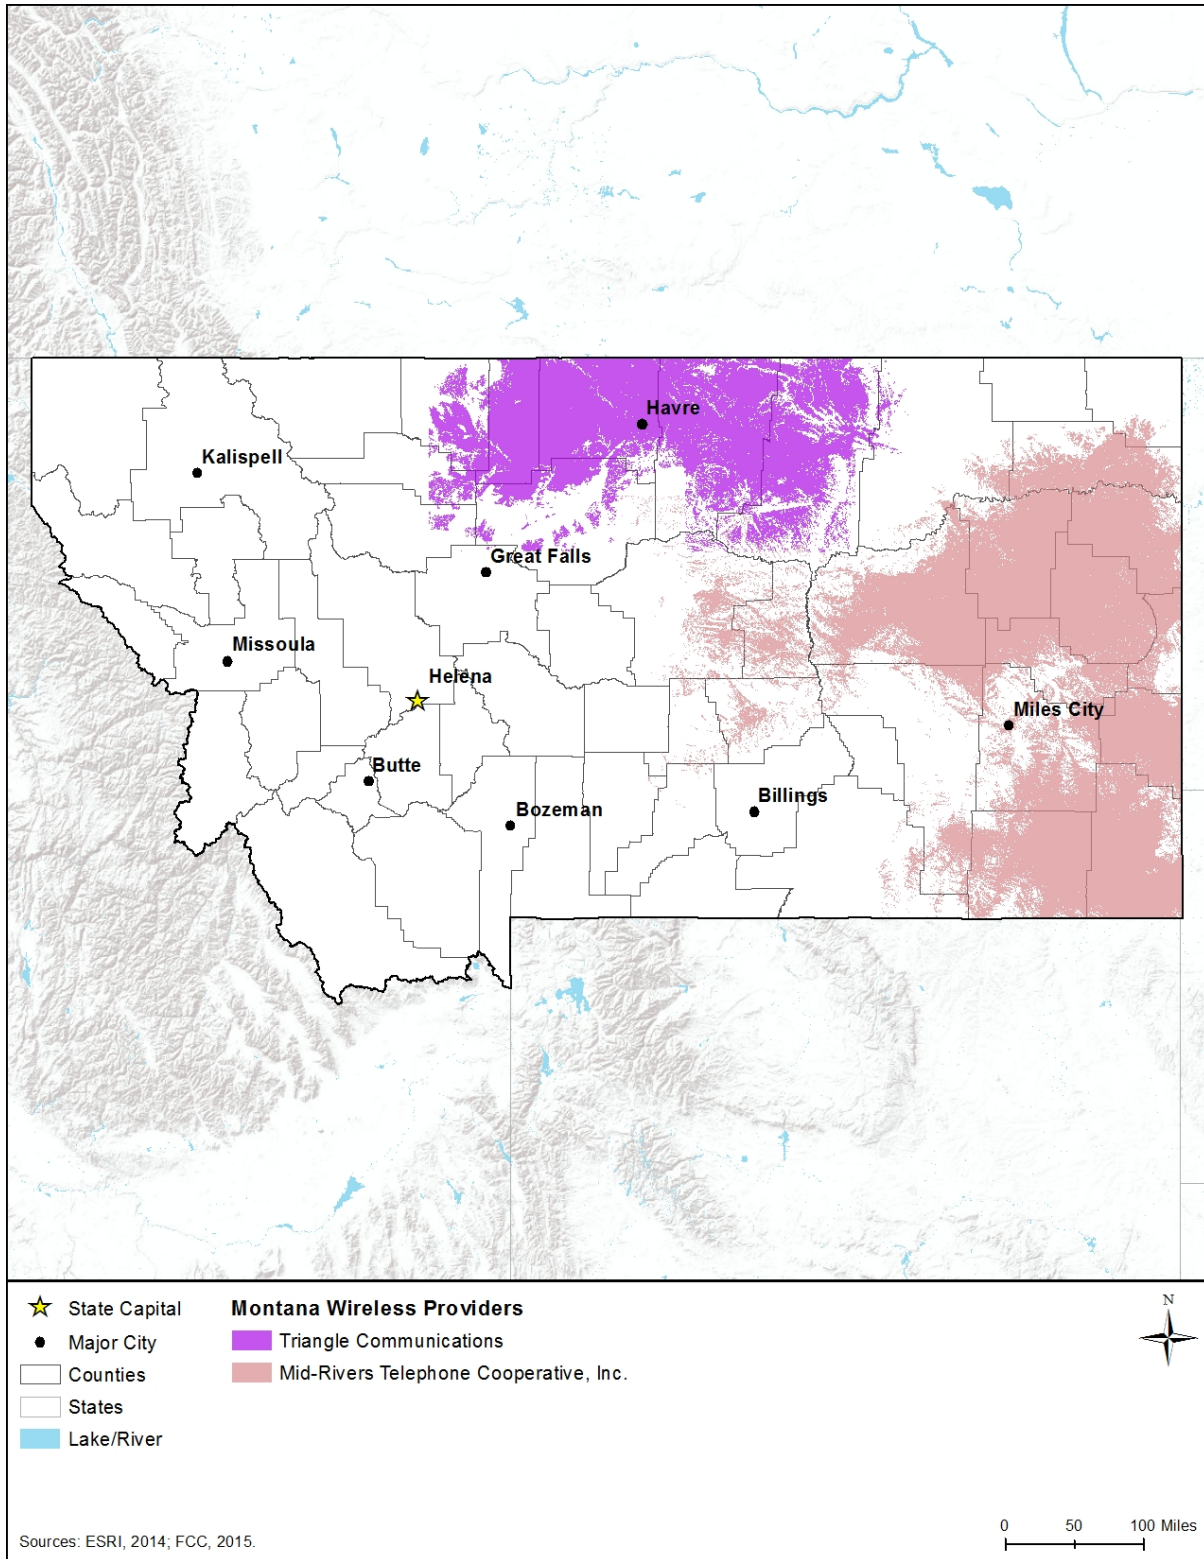 Havre
Kalispell
Great Falls
Missoula
Helena
Miles City
Butte
Billings
Bozeman
State Capital
Major City
Counties
States
Lake/River
Montana Wireless Providers
Triangle Communications
Mid-Rivers Telephone Cooperative, Inc.
N
Sources: ESRI, 2014; FCC, 2015.
0 50 100 Miles